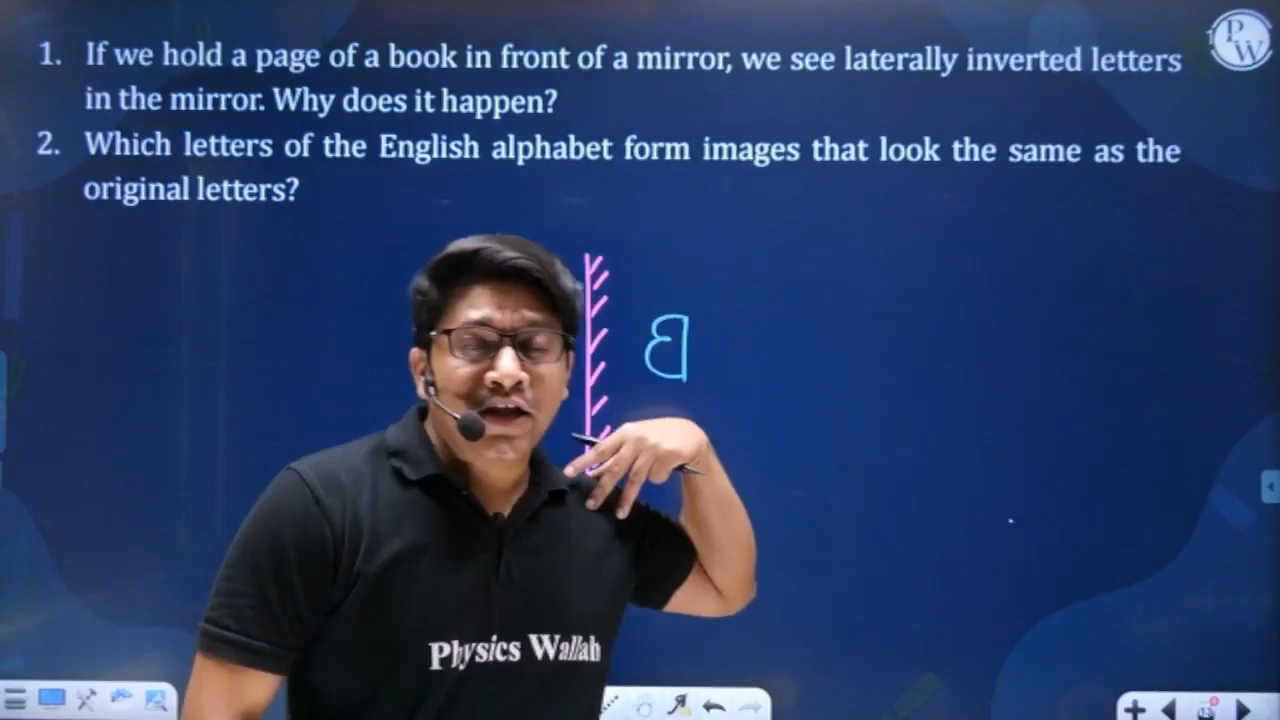 1. If we hold a page of a book in front of a mirror, we see laterally inverted letters
in the mirror. Why does it happen?
2. Which letters of the English alphabet form images that look the same as the
original letters?
P
W
B
Physics Wallah